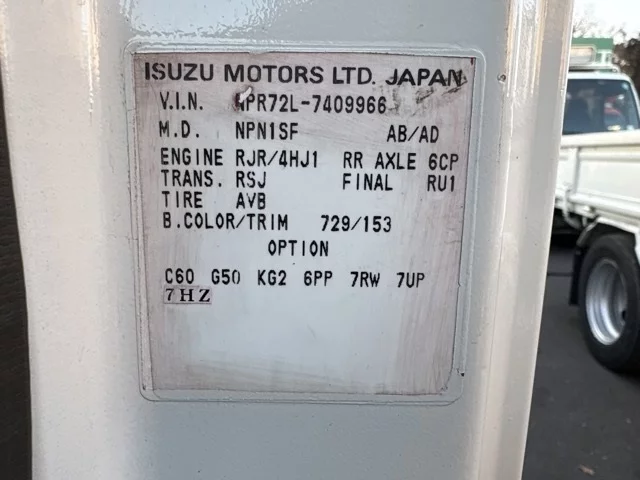 ISUZU MOTORS LTD. JAPAN
V.I.N. NPR72L-7409966
M.D. NPN1SF AB/AD
ENGINE RJR/4HJ1 RR AXLE 6CP
TRANS. RSJ FINAL RU1
TIRE AVB
B.COLOR/TRIM 729/153
OPTION
C60 G50 KG2 6PP 7RW 7UP
7HZ